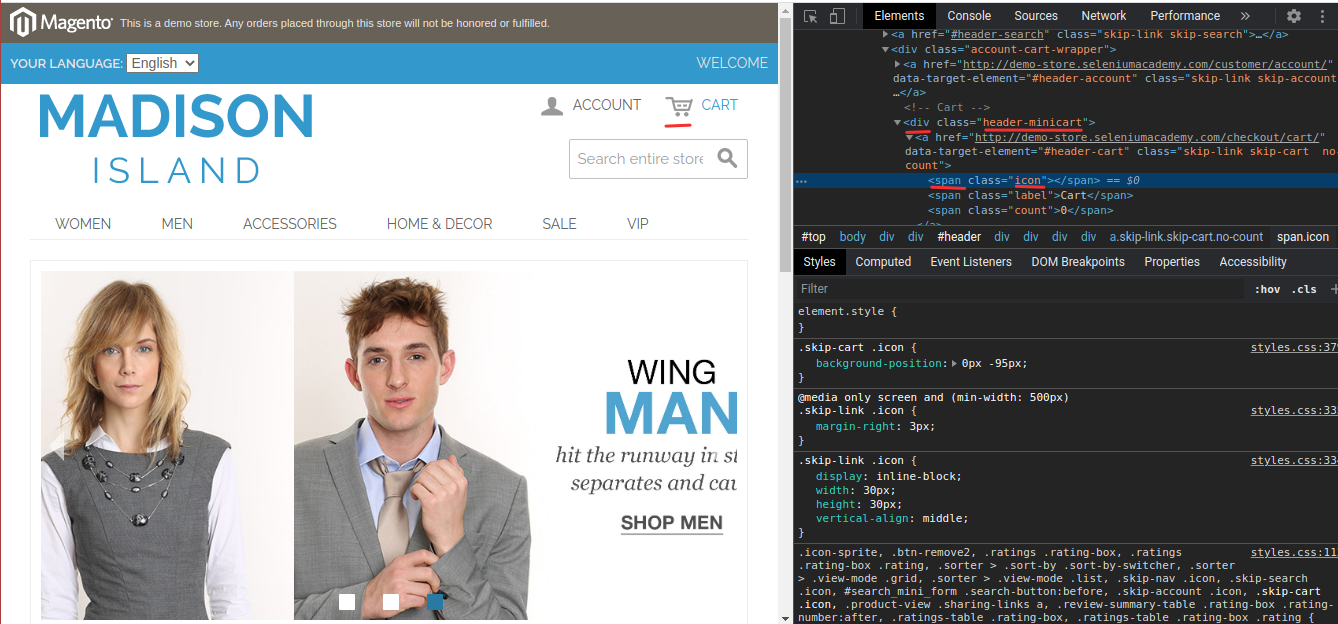 Magento This is a demo store. Any orders placed through this store will not be honored or fulfilled.
YOUR LANGUAGE: English WELCOME
MADISON
ISLAND
ACCOUNT CART
Search entire store
WOMEN MEN ACCESSORIES HOME & DECOR SALE VIP
WING
MAN
hit the runway in st
separates and cau
SHOP MEN
Elements Console Sources Network Performance »
<a href="#header-search" class="skip-link skip-search">…</a>
<div class="account-cart-wrapper">
<a href="http://demo-store.seleniumacademy.com/customer/account/"
data-target-element="#header-account" class="skip-link skip-account
…</a>
<!-- Cart -->
<div class="header-minicart">
<a href="http://demo-store.seleniumacademy.com/checkout/cart/"
data-target-element="#header-cart" class="skip-link skip-cart  no-
count">
<span class="icon"></span> == $0
<span class="label">Cart</span>
<span class="count">0</span>
</a>
#top body div div #header div div div div a.skip-link.skip-cart.no-count span.icon
Styles Computed Event Listeners DOM Breakpoints Properties Accessibility
Filter :hov .cls +
element.style {
}
.skip-cart .icon { styles.css:379
background-position: 0px -95px;
}
@media only screen and (min-width: 500px)
.skip-link .icon { styles.css:33
margin-right: 3px;
}
.skip-link .icon { styles.css:334
display: inline-block;
width: 30px;
height: 30px;
vertical-align: middle;
}
.icon-sprite, .btn-remove2, .ratings .rating-box, .ratings styles.css:11
.rating-box .rating, .sorter > .sort-by .sort-by-switcher, .sorter
> .view-mode .grid, .sorter > .view-mode .list, .skip-nav .icon, .skip-search
.icon, #search_mini_form .search-button:before, .skip-account .icon, .skip-cart
.icon, .product-view .sharing-links a, .review-summary-table .rating-box .rating-
number:after, .ratings-table .rating-box, .ratings-table .rating-box .rating {